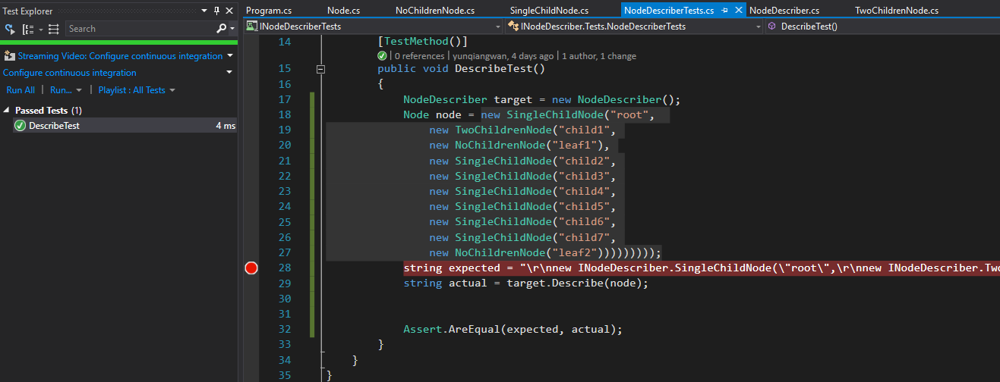 Test Explorer
Search
Streaming Video: Configure continuous integration
Configure continuous integration
Run All | Run... | Playlist : All Tests
Passed Tests (1)
DescribeTest 4 ms
Program.cs Node.cs NoChildrenNode.cs SingleChildNode.cs NodeDescriberTests.cs NodeDescriber.cs TwoChildrenNode.cs
INodeDescriberTests INodeDescriber.Tests.NodeDescriberTests DescribeTest()
14 [TestMethod()]
| 0 references | yunqiangwan, 4 days ago | 1 author, 1 change
15 public void DescribeTest()
16 {
17 NodeDescriber target = new NodeDescriber();
18 Node node = new SingleChildNode("root",
19 new TwoChildrenNode("child1",
20 new NoChildrenNode("leaf1"),
21 new SingleChildNode("child2",
22 new SingleChildNode("child3",
23 new SingleChildNode("child4",
24 new SingleChildNode("child5",
25 new SingleChildNode("child6",
26 new SingleChildNode("child7",
27 new NoChildrenNode("leaf2")))))))));
28 string expected = "\r\nnew INodeDescriber.SingleChildNode(\"root\",\r\nnew INodeDescriber.Two
29 string actual = target.Describe(node);
30
31
32 Assert.AreEqual(expected, actual);
33 }
34 }
35 }